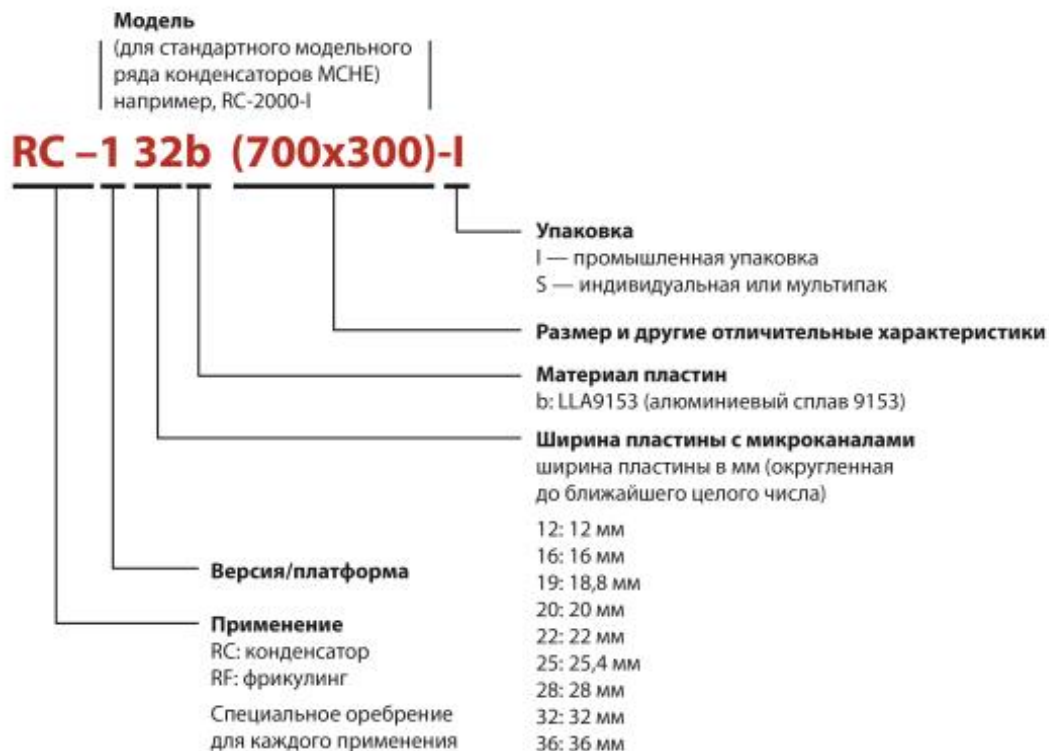 Модель
(для стандартного модельного
ряда конденсаторов MCHE)
например, RC-2000-I
RC –1 32b (700x300)-I
Упаковка
I — промышленная упаковка
S — индивидуальная или мультипак
Размер и другие отличительные характеристики
Материал пластин
b: LLA9153 (алюминиевый сплав 9153)
Ширина пластины с микроканалами
ширина пластины в мм (округленная
до ближайшего целого числа)
12: 12 мм
16: 16 мм
19: 18,8 мм
20: 20 мм
22: 22 мм
25: 25,4 мм
28: 28 мм
32: 32 мм
36: 36 мм
Версия/платформа
Применение
RC: конденсатор
RF: фрикулинг
Специальное оребрение
для каждого применения